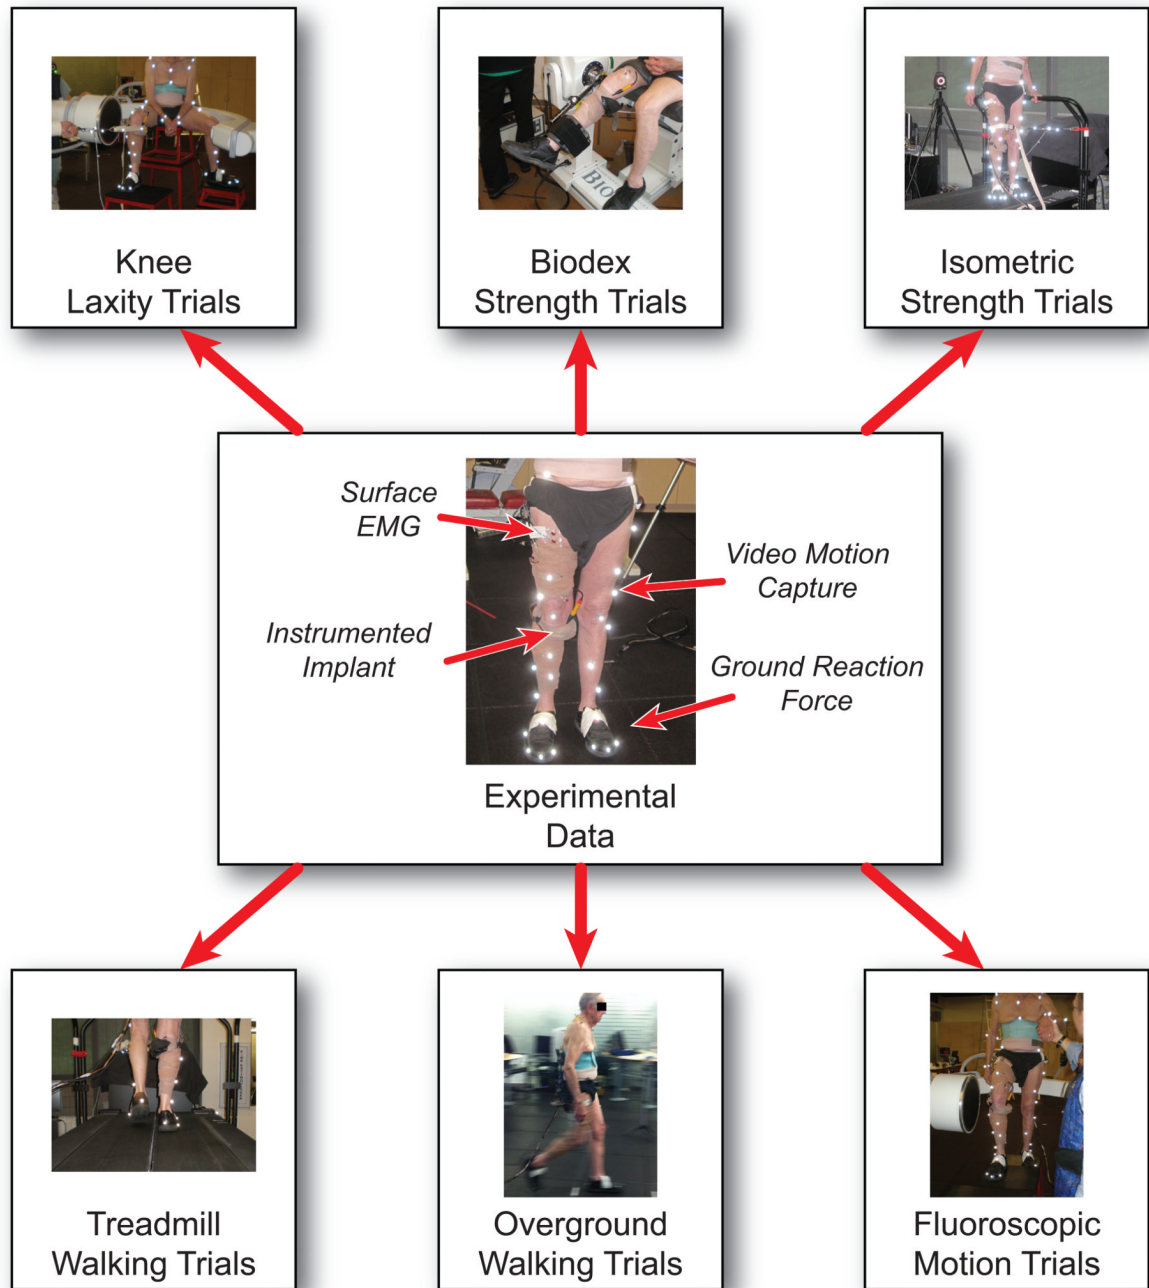 BIO
Knee
Laxity Trials
Biodex
Strength Trials
Isometric
Strength Trials
Surface
EMG
Video Motion
Capture
Instrumented
Implant
Ground Reaction
Force
Experimental
Data
Treadmill
Walking Trials
Overground
Walking Trials
Fluoroscopic
Motion Trials